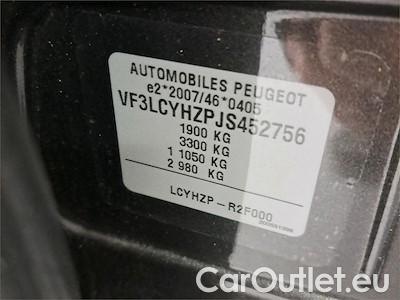 AUTOMOBILES PEUGEOT
e2*2007/46*0405
VF3LCYHZPJS452756
1900 KG
3300 KG
1 1050 KG
2 980 KG
LCYHZP-R2F000
CarOutlet.eu